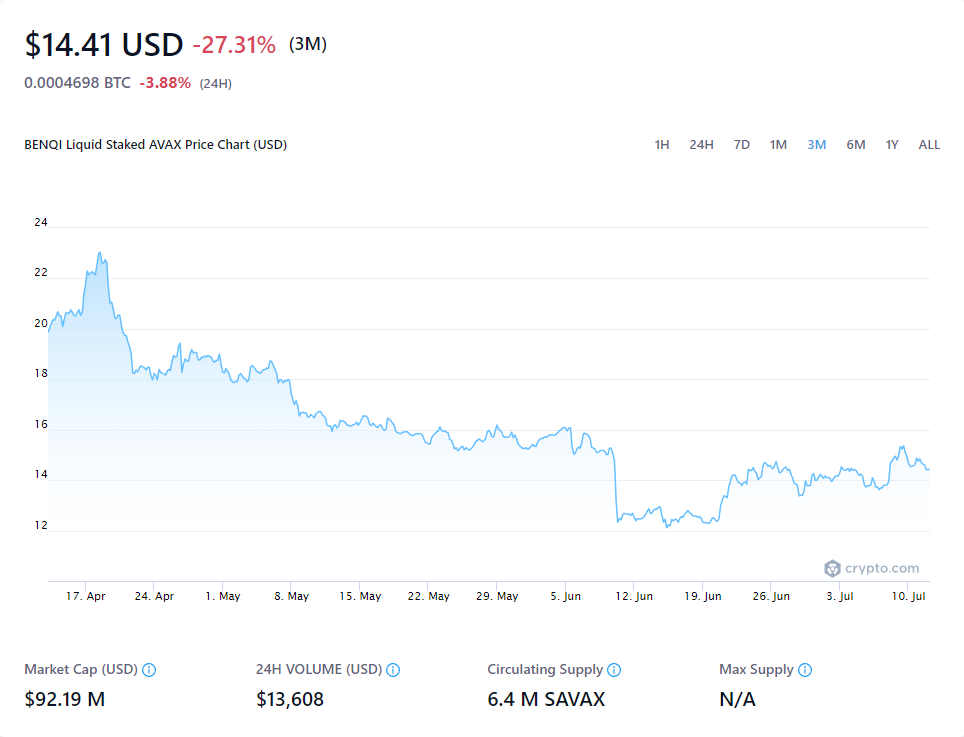 $14.41 USD -27.31% (3M)
0.0004698 BTC -3.88% (24H)
BENQI Liquid Staked AVAX Price Chart (USD) 1H 24H 7D 1M 3M 6M 1Y ALL
24
22
20
18
16
14
12
crypto.com
17. Apr 24. Apr 1. May 8. May 15. May 22. May 29. May 5. Jun 12. Jun 19. Jun 26. Jun 3. Jul 10. Jul
Market Cap (USD) 24H VOLUME (USD) Circulating Supply Max Supply
$92.19 M $13,608 6.4 M SAVAX N/A